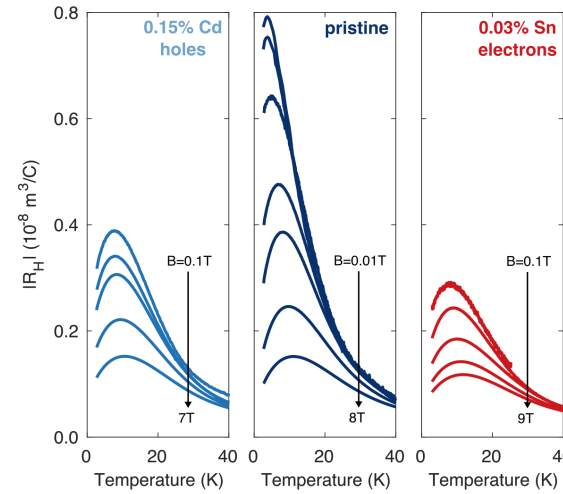 0.15% Cd
holes
pristine
0.03% Sn
electrons
|R_H| (10⁻⁸ m³/C)
0.8
0.6
0.4
0.2
0.0
B=0.1T
7T
B=0.01T
8T
B=0.1T
9T
0 20 40
0 20 40
0 20 40
Temperature (K)
Temperature (K)
Temperature (K)